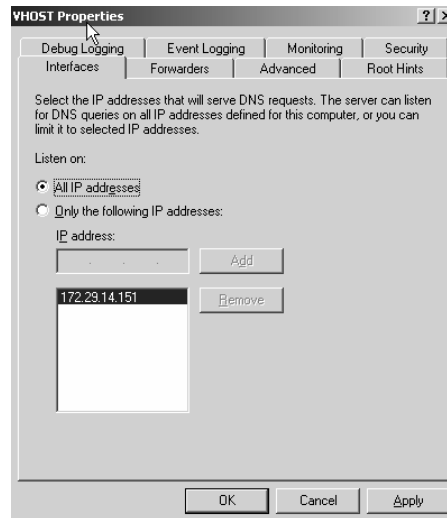 VHOST Properties
Debug Logging
Event Logging
Monitoring
Security
Interfaces
Forwarders
Advanced
Root Hints
Select the IP addresses that will serve DNS requests. The server can listen
for DNS queries on all IP addresses defined for this computer, or you can
limit it to selected IP addresses.
Listen on:
All IP addresses
Only the following IP addresses:
IP address:
Add
172.29.14.151
Remove
OK
Cancel
Apply